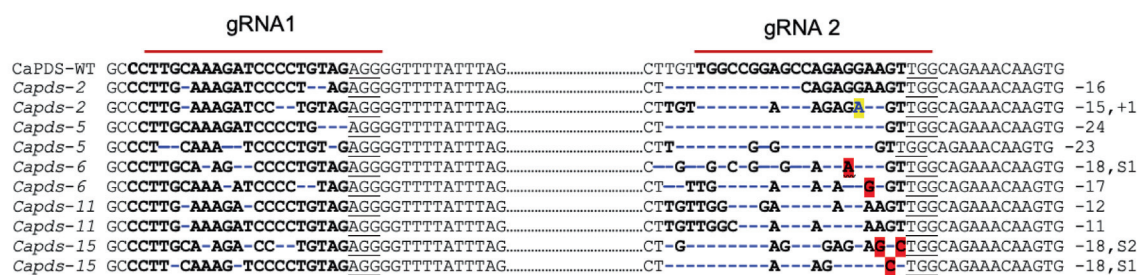 gRNA1 gRNA 2
CaPDS-WT GCCCTTGCAAAGATCCCCTGTAGAGGGGTTTTATTTAG..............................CTTGTTGGCCGGAGCCAGAGGAAGTTGGCAGAAACAAGTG
Capds-2 GCCCTTG-AAAGATCCCCT--AGAGGGGTTTTATTTAG..............................CT-------------CAGAGGAAGTTGGCAGAAACAAGTG -16
Capds-2 GCCCTTG-AAAGATCC--TGTAGAGGGGTTTTATTTAG..............................CTTGT-------A---AGAGA--GTTGGCAGAAACAAGTG -15,+1
Capds-5 GCCCTTGCAAAGATCCCCTG---AGGGGTTTTATTTAG..............................CT---------------------GTTGGCAGAAACAAGTG -24
Capds-5 GCCCT--CAAA--TCCCCTGT-GAGGGGTTTTATTTAG..............................CTT-------G-G----------GTTGGCAGAAACAAGTG -23
Capds-6 GCCCTTGCA-AG--CCCCTGTAGAGGGGTTTTATTTAG..............................C--G-G-C-G-G--A-A--GTTGGCAGAAACAAGTG -18,S1
Capds-6 GCCCTTGCAAA-ATCCCC-TAGAGGGGTTTTATTTAG..............................CT--TTG-----A---A-A--G-GTTGGCAGAAACAAGTG -17
Capds-11 GCCCTTG-AAAGA-CCCCTGTAGAGGGGTTTTATTTAG..............................CTTGTTGG---GA-----A-AAGTTGGCAGAAACAAGTG -12
Capds-11 GCCCTTG-AAAGATCCCCTGTAGAGGGGTTTTATTTAG..............................CTTGTTGGC---A---A----AAGTTGGCAGAAACAAGTG -11
Capds-15 GCCCTTGCA-AGA-CC--TGTAGAGGGGTTTTATTTAG..............................CT-G--------AG---GAG-AG-CTGGCAGAAACAAGTG -18,S2
Capds-15 GCCCTT-CAAAG-TCCCCTGTAGAGGGGTTTTATTTAG..............................CT----------A---AG-----C-TGGCAGAAACAAGTG -18,S1